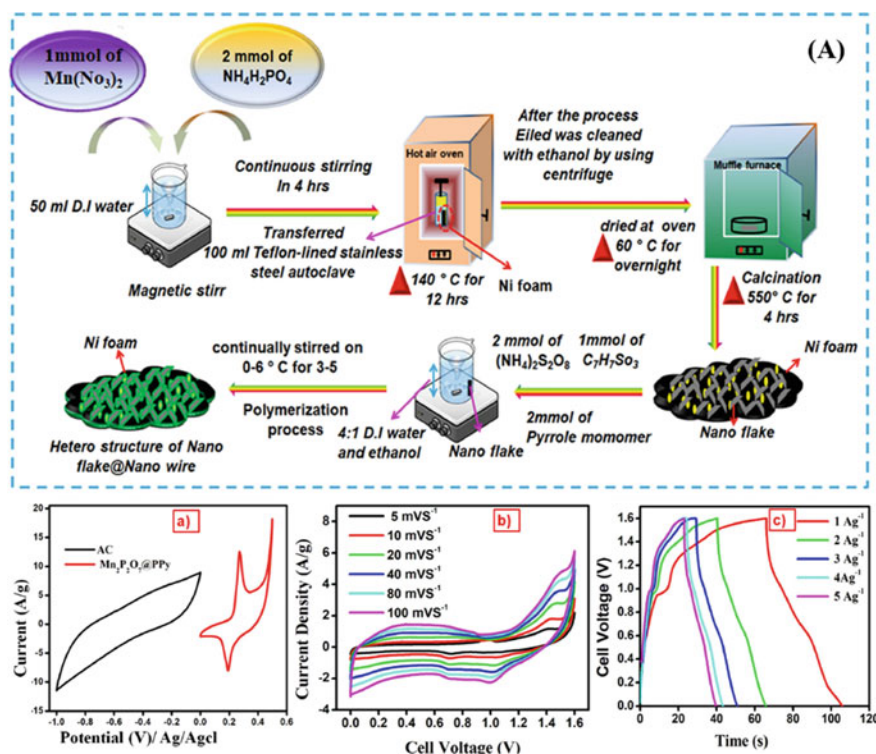 (A)
1mmol of
Mn(No₃)₂
2 mmol of
NH₄H₂PO₄
50 ml D.I water
Magnetic stirr
Continuous stirring
In 4 hrs
Transferred
100 ml Teflon-lined stainless
steel autoclave
Hot air oven
140 ° C for
12 hrs
Ni foam
After the process
Eiled was cleaned
with ethanol by using
centrifuge
dried at oven
60 ° C for
overnight
Muffle furnace
Calcination
550° C for
4 hrs
Ni foam
Nano flake
2 mmol of
(NH₄)₂S₂O₈
1mmol of
C₇H₇So₃
2mmol of
Pyrrole momomer
4:1 D.I water
and ethanol
Nano flake
continually stirred on
0-6 ° C for 3-5
Polymerization
process
Ni foam
Hetero structure of Nano
flake@Nano wire
a)
AC
Mn₂P₂O₇@PPy
Current (A/g)
20
15
10
5
0
-5
-10
-15
-1.0
-0.8
-0.6
-0.4
-0.2
0.0
0.2
0.4
0.6
Potential (V)/ Ag/Agcl
b)
5 mVS⁻¹
10 mVS⁻¹
20 mVS⁻¹
40 mVS⁻¹
80 mVS⁻¹
100 mVS⁻¹
Current Density (A/g)
8
6
4
2
0
-2
-4
0.0
0.2
0.4
0.6
0.8
1.0
1.2
1.4
1.6
Cell Voltage (V)
c)
1 Ag⁻¹
2 Ag⁻¹
3 Ag⁻¹
4Ag⁻¹
5 Ag⁻¹
Cell Voltage (V)
1.6
1.4
1.2
1.0
0.8
0.6
0.4
0.2
0.0
0
20
40
60
80
100
120
Time (s)